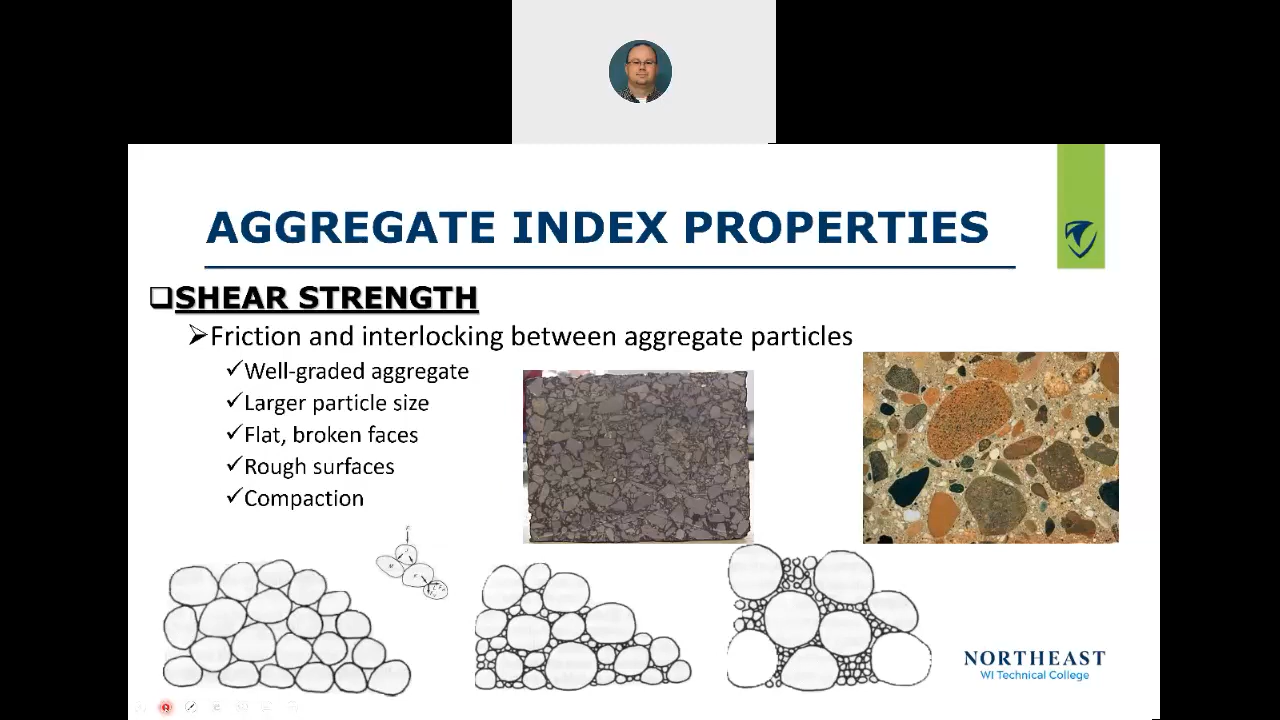 AGGREGATE INDEX PROPERTIES
SHEAR STRENGTH
Friction and interlocking between aggregate particles
Well-graded aggregate
Larger particle size
Flat, broken faces
Rough surfaces
Compaction
NORTHEAST
WI Technical College